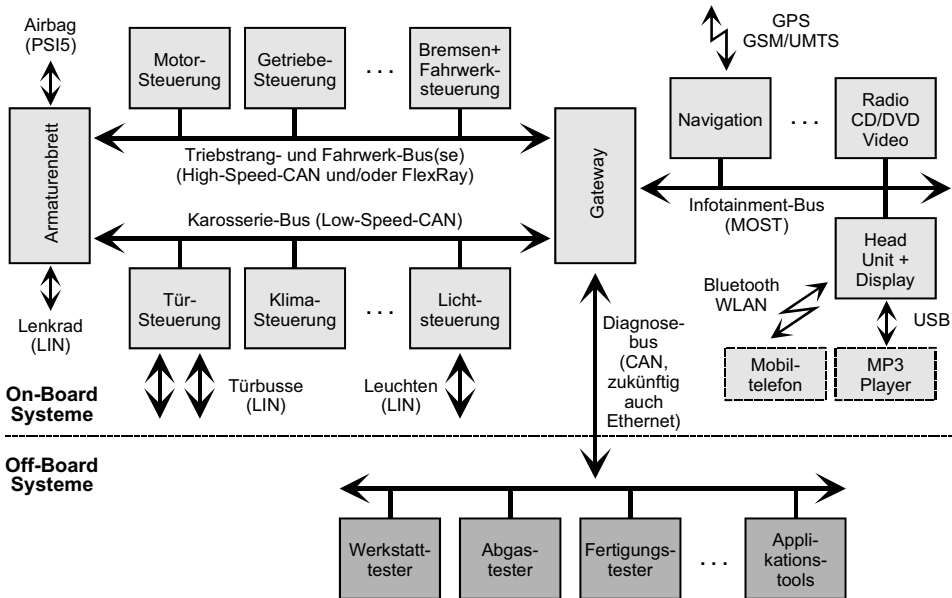 Airbag
(PSI5)
Motor-
Steuerung
Getriebe-
Steuerung
. . .
Bremsen+
Fahrwerk-
steuerung
GPS
GSM/UMTS
Navigation
. . .
Radio
CD/DVD
Video
Armaturenbrett
Triebstrang- und Fahrwerk-Bus(se)
(High-Speed-CAN und/oder FlexRay)
Gateway
Infotainment-Bus
(MOST)
Karosserie-Bus (Low-Speed-CAN)
Tür-
Steuerung
Klima-
Steuerung
. . .
Licht-
steuerung
Head
Unit +
Display
Bluetooth
WLAN
USB
Lenkrad
(LIN)
Türbusse
(LIN)
Leuchten
(LIN)
Diagnose-
bus
(CAN,
zukünftig
auch
Ethernet)
Mobil-
telefon
MP3
Player
On-Board
Systeme
Off-Board
Systeme
Werkstatt-
tester
Abgas-
tester
Fertigungs-
tester
. . .
Appli-
kations-
tools